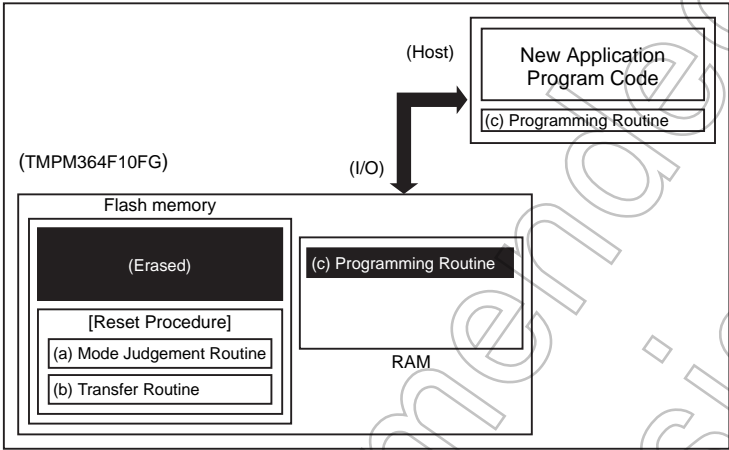 (Host)
New Application
Program Code
(c) Programming Routine
(TMPM364F10FG)
(I/O)
Flash memory
(Erased)
(c) Programming Routine
[Reset Procedure]
(a) Mode Judgement Routine
(b) Transfer Routine
RAM